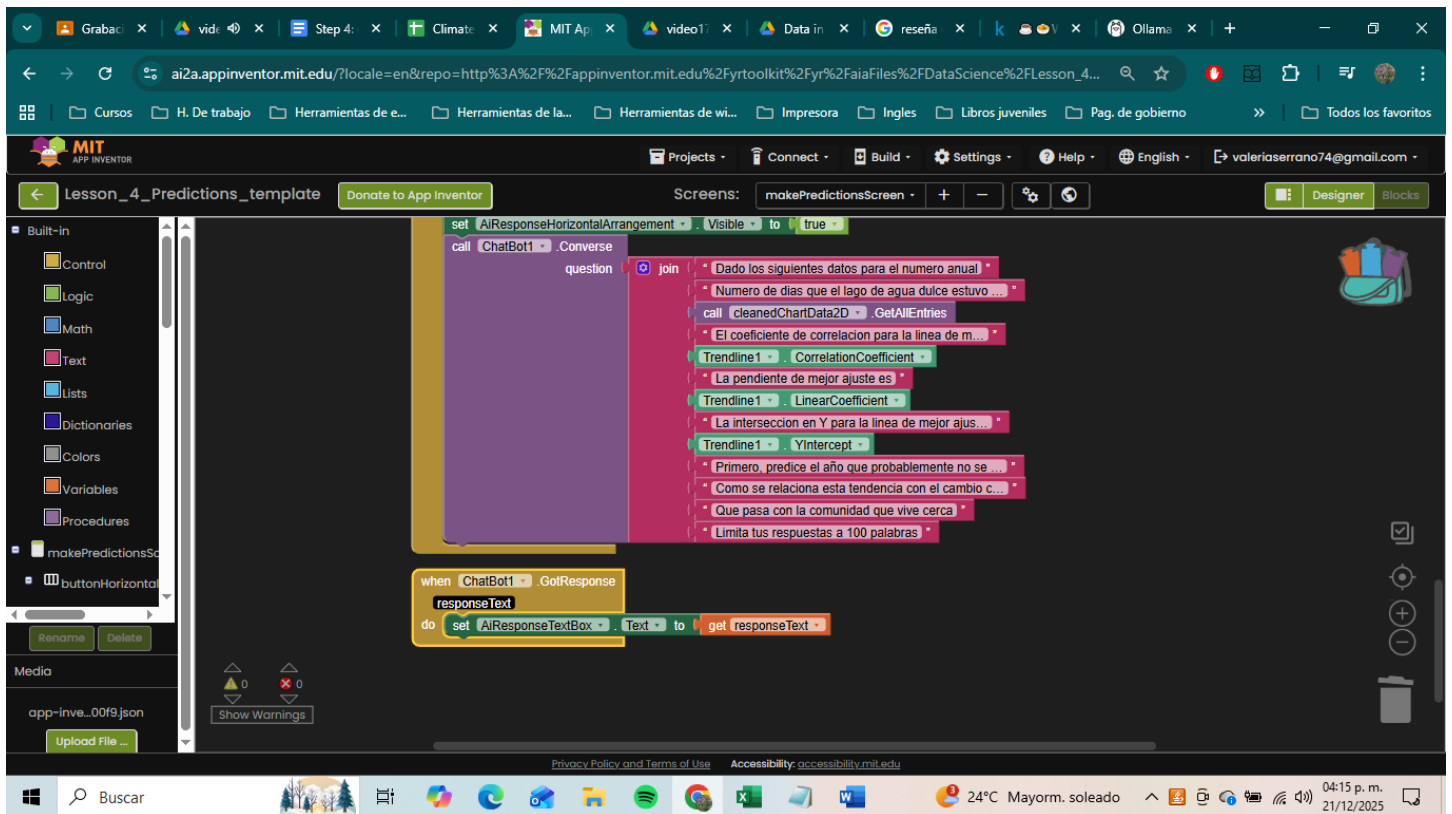 Grabac
vide
Step 4:
Climate
MIT Ap
video17
Data in
reseña
V
Ollama
ai2a.appinventor.mit.edu/?locale=en&repo=http%3A%2F%2Fappinventor.mit.edu%2Fyrtoolkit%2Fyr%2FaiaFiles%2FDataScience%2FLesson_4...
Cursos H. De trabajo Herramientas de e... Herramientas de la... Herramientas de wi... Impresora Ingles Libros juveniles Pag. de gobierno » Todos los favoritos
MIT
APP INVENTOR
Projects Connect Build Settings Help English valeriaserrano74@gmail.com
Lesson_4_Predictions_template Donate to App Inventor Screens: makePredictionsScreen Designer Blocks
Built-in
Control
Logic
Math
Text
Lists
Dictionaries
Colors
Variables
Procedures
makePredictionsSc
buttonHorizontal
Rename Delete
Media
app-inve...00f9.json
Upload File ...
set AiResponseHorizontalArrangement . Visible to true
call ChatBot1 .Converse
question join " Dado los siguientes datos para el numero anual "
" Numero de dias que el lago de agua dulce estuvo ... "
call cleanedChartData2D .GetAllEntries
" El coeficiente de correlacion para la linea de m... "
Trendline1 . CorrelationCoefficient
" La pendiente de mejor ajuste es "
Trendline1 . LinearCoefficient
" La interseccion en Y para la linea de mejor ajus... "
Trendline1 . YIntercept
" Primero, predice el año que probablemente no se ... "
" Como se relaciona esta tendencia con el cambio c... "
" Que pasa con la comunidad que vive cerca "
" Limita tus respuestas a 100 palabras "
when ChatBot1 .GotResponse
responseText
do set AiResponseTextBox . Text to get responseText
0 0
Show Warnings
Privacy Policy and Terms of Use Accessibility: accessibility.mit.edu
Buscar
3
24°C Mayorm. soleado
04:15 p. m.
21/12/2025